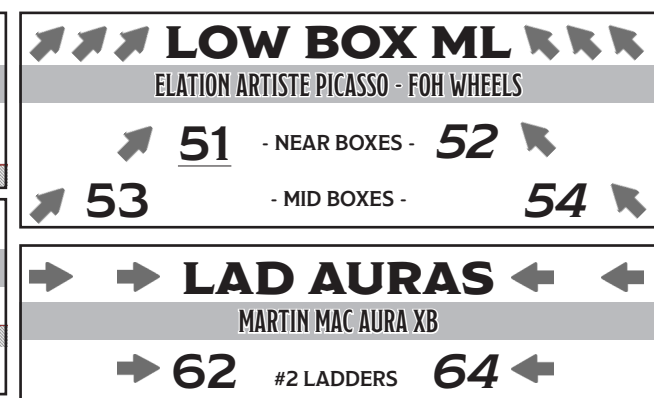 LOW BOX ML
ELATION ARTISTE PICASSO - FOH WHEELS
51 - NEAR BOXES - 52
53 - MID BOXES - 54
LAD AURAS
MARTIN MAC AURA XB
62 #2 LADDERS 64